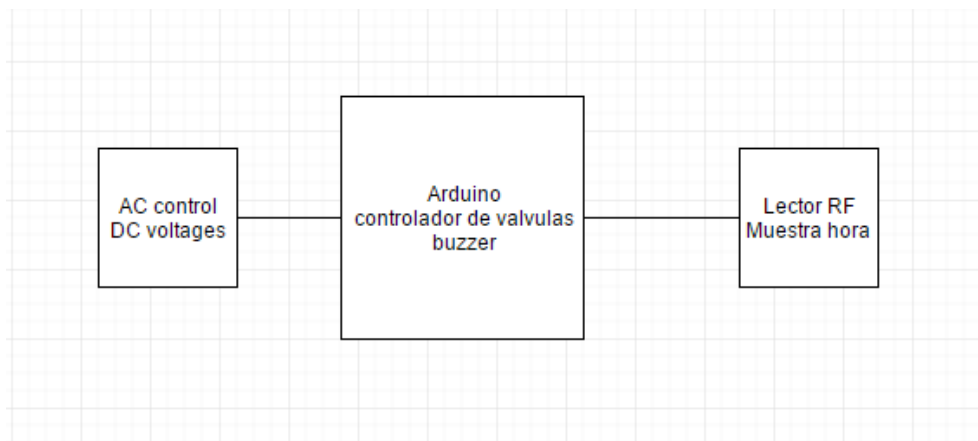 AC control
DC voltages
Arduino
controlador de valvulas
buzzer
Lector RF
Muestra hora